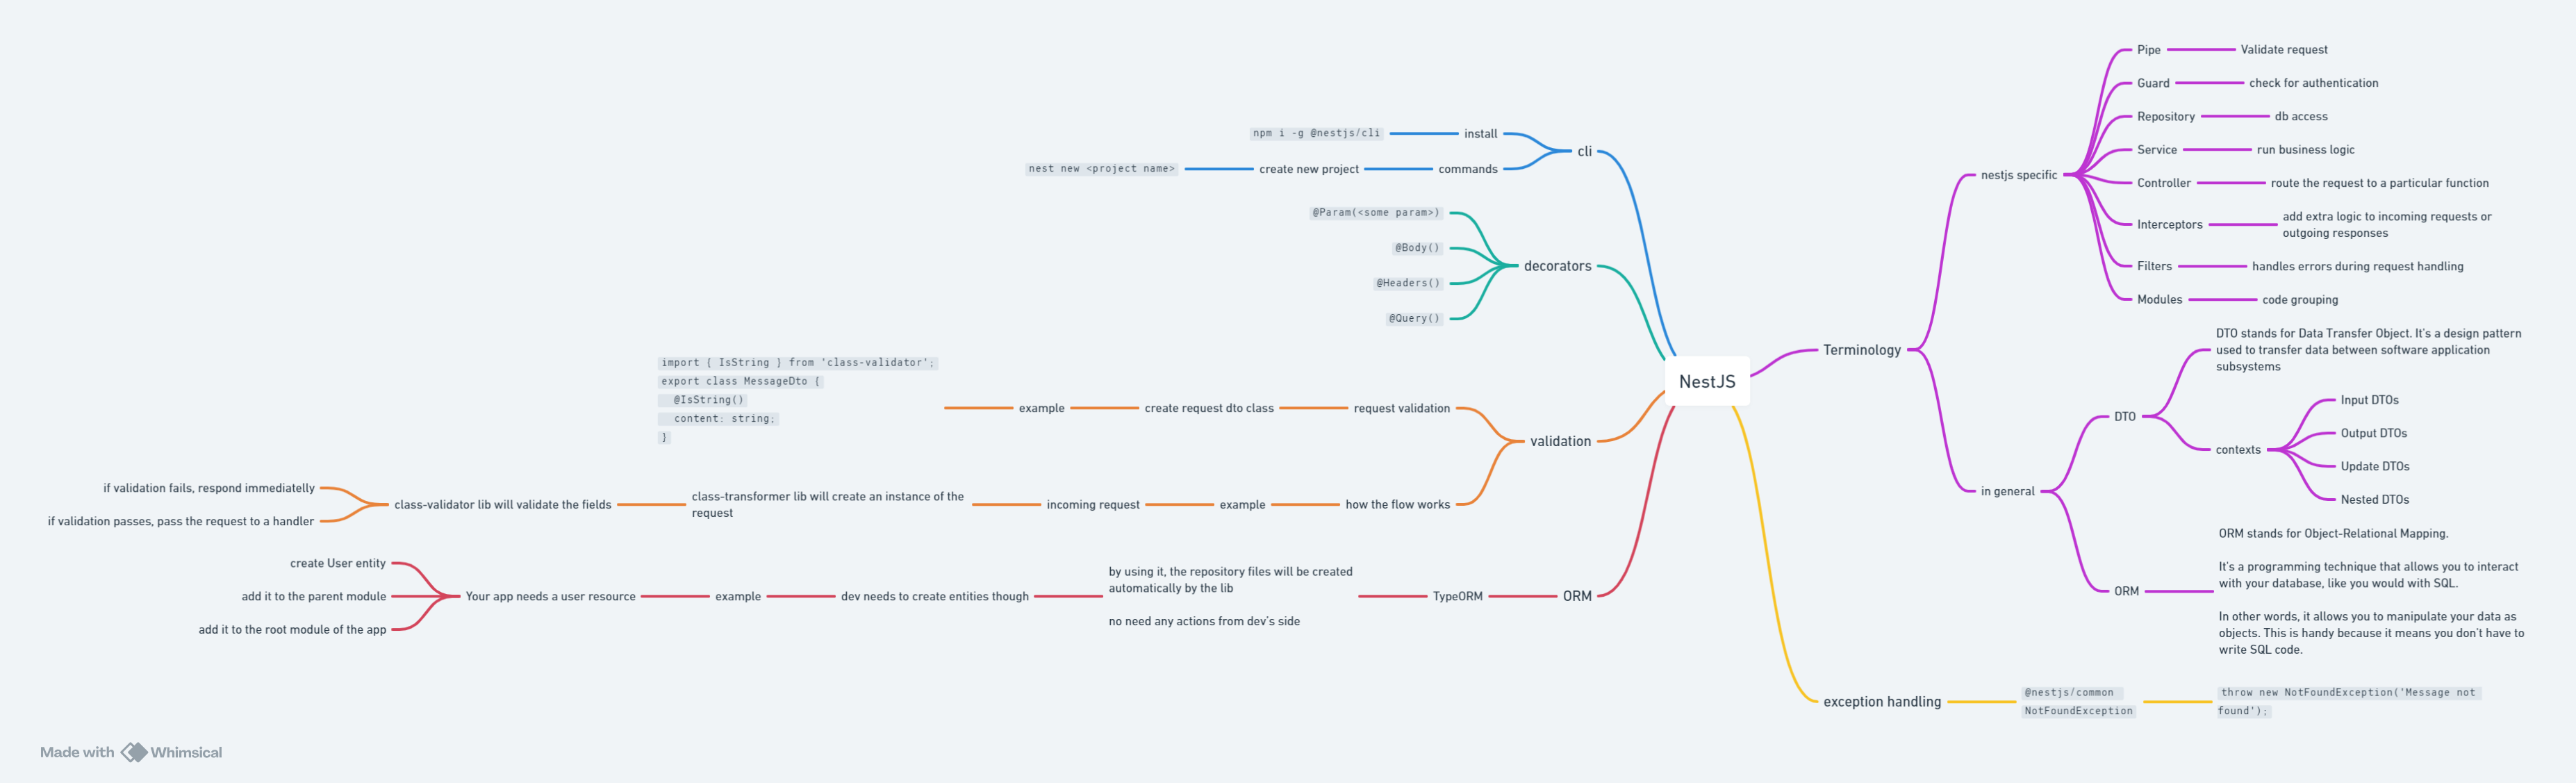 NestJS
cli
install
npm i -g @nestjs/cli
commands
create new project
nest new <project name>
decorators
@Param(<some param>)
@Body()
@Headers()
@Query()
validation
request validation
create request dto class
example
import { IsString } from 'class-validator';
export class MessageDto {
@IsString()
content: string;
}
how the flow works
example
incoming request
class-transformer lib will create an instance of the
request
class-validator lib will validate the fields
if validation fails, respond immediatelly
if validation passes, pass the request to a handler
ORM
TypeORM
by using it, the repository files will be created
automatically by the lib
no need any actions from dev's side
dev needs to create entities though
example
Your app needs a user resource
create User entity
add it to the parent module
add it to the root module of the app
Terminology
nestjs specific
Pipe
Validate request
Guard
check for authentication
Repository
db access
Service
run business logic
Controller
route the request to a particular function
Interceptors
add extra logic to incoming requests or
outgoing responses
Filters
handles errors during request handling
Modules
code grouping
in general
DTO
DTO stands for Data Transfer Object. It's a design pattern
used to transfer data between software application
subsystems
contexts
Input DTOs
Output DTOs
Update DTOs
Nested DTOs
ORM
ORM stands for Object-Relational Mapping.
It's a programming technique that allows you to interact
with your database, like you would with SQL.
In other words, it allows you to manipulate your data as
objects. This is handy because it means you don't have to
write SQL code.
exception handling
@nestjs/common
NotFoundException
throw new NotFoundException('Message not
found');
Made with Whimsical